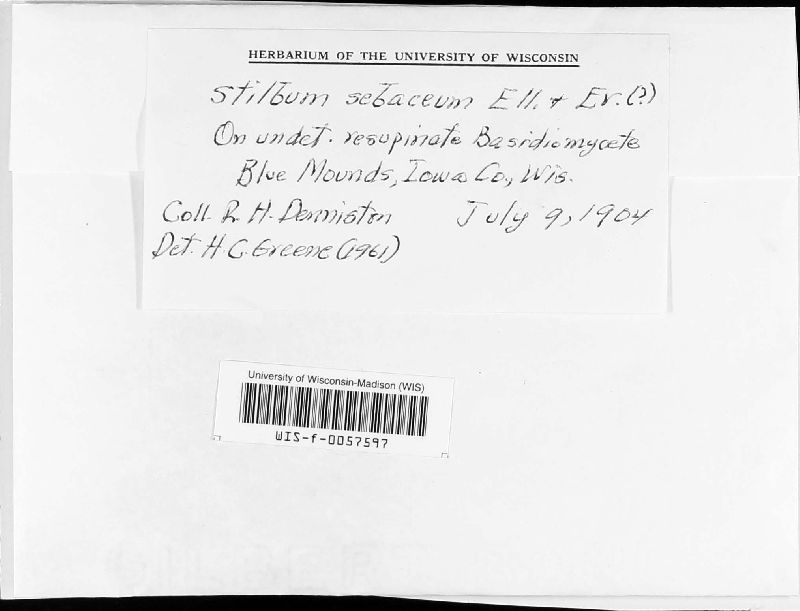 HERBARIUM OF THE UNIVERSITY OF WISCONSIN
Stilbum sebaceum Ell. & Ev. (?)
On undet. resupinate Basidiomycete
Blue Mounds, Iowa Co., Wis.
Coll. R. H. Denniston July 9, 1904
Det. H. C. Greene (1961)
University of Wisconsin-Madison (WIS)
WIS-f-0057597